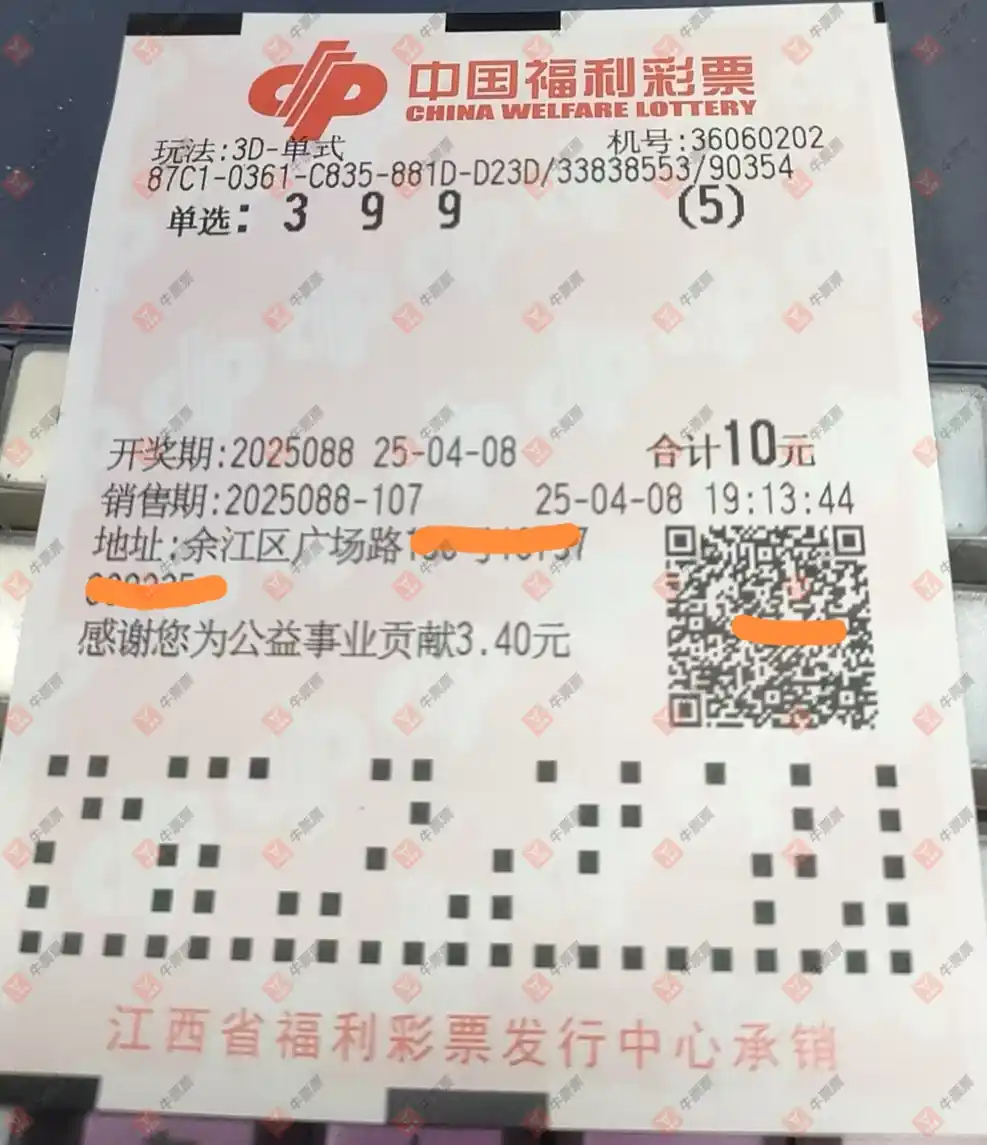 中国福利彩票
CHINA WELFARE LOTTERY
玩法:3D-单式 机号:36060202
87C1-0361-C835-881D-D23D/33838553/90354
单选: 3 9 9 (5)
开奖期:2025088 25-04-08 合计10元
销售期:2025088-107 25-04-08 19:13:44
地址:余江区广场路
感谢您为公益事业贡献3.40元
江西省福利彩票发行中心承销
牛票票